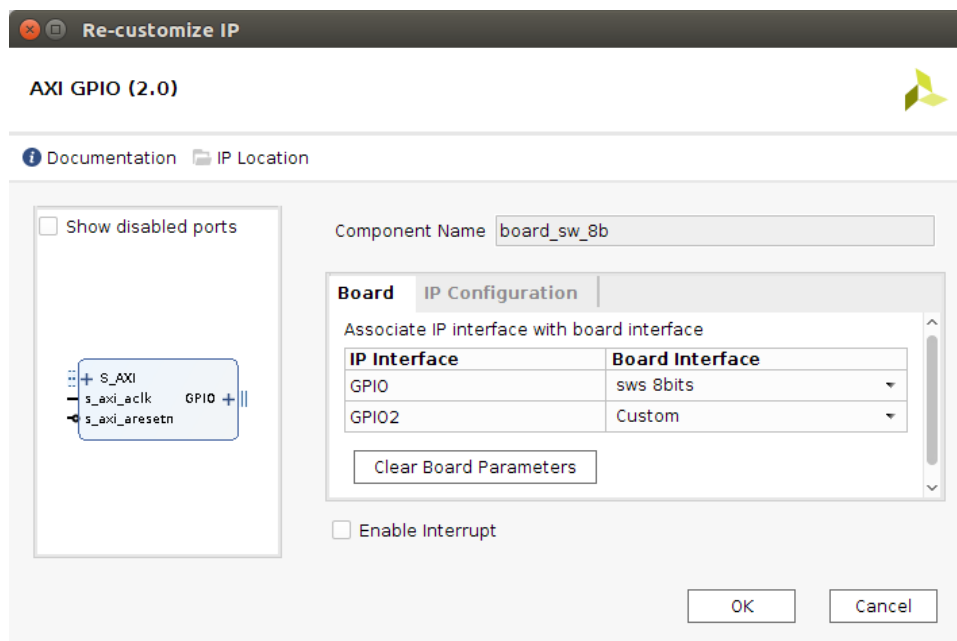 Re-customize IP
AXI GPIO (2.0)
Documentation IP Location
Show disabled ports
S_AXI
s_axi_aclk GPIO
s_axi_aresetn
Component Name board_sw_8b
Board IP Configuration
Associate IP interface with board interface
IP Interface Board Interface
GPIO sws 8bits
GPIO2 Custom
Clear Board Parameters
Enable Interrupt
OK Cancel